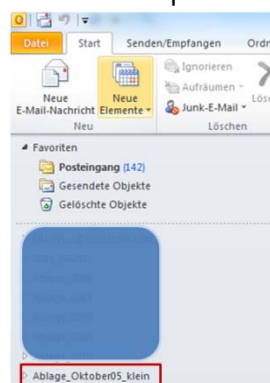 Datei Start Senden/Empfangen Ordn
Ignorieren
Aufräumen
Junk-E-Mail
Neue
E-Mail-Nachricht
Neue
Elemente
Lösc
Neu Löschen
Favoriten
Posteingang (142)
Gesendete Objekte
Gelöschte Objekte
Ablage_Oktober05_klein